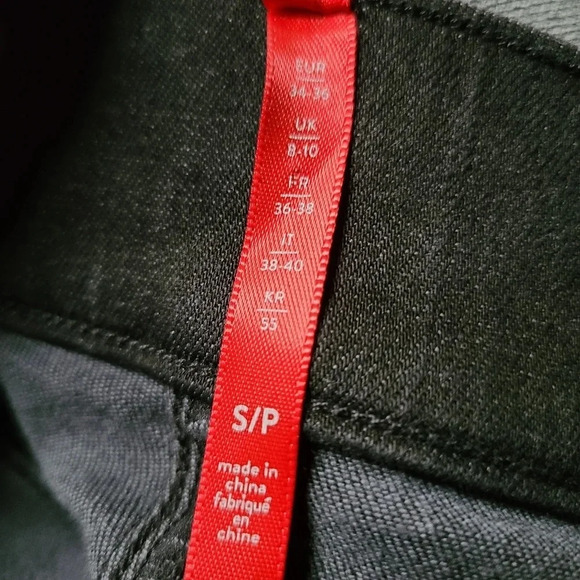 EUR
34-36
UK
8-10
FR
36-38
IT
38-40
KR
55
S/P
made in
china
fabriqué
en
chine